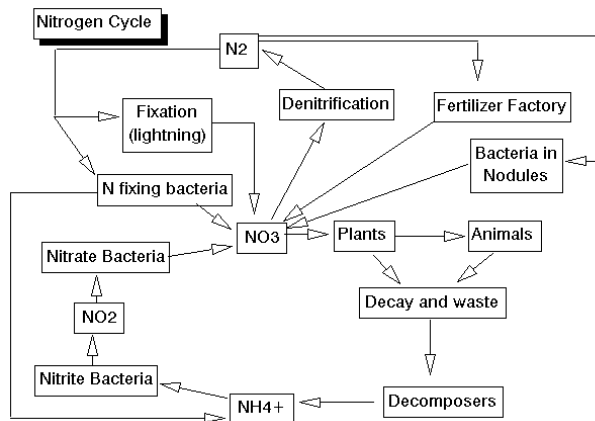 Nitrogen Cycle
N2
Fixation
(lightning)
Denitrification
Fertilizer Factory
Bacteria in
Nodules
N fixing bacteria
NO3
Plants
Animals
Nitrate Bacteria
Decay and waste
NO2
Nitrite Bacteria
NH4+
Decomposers